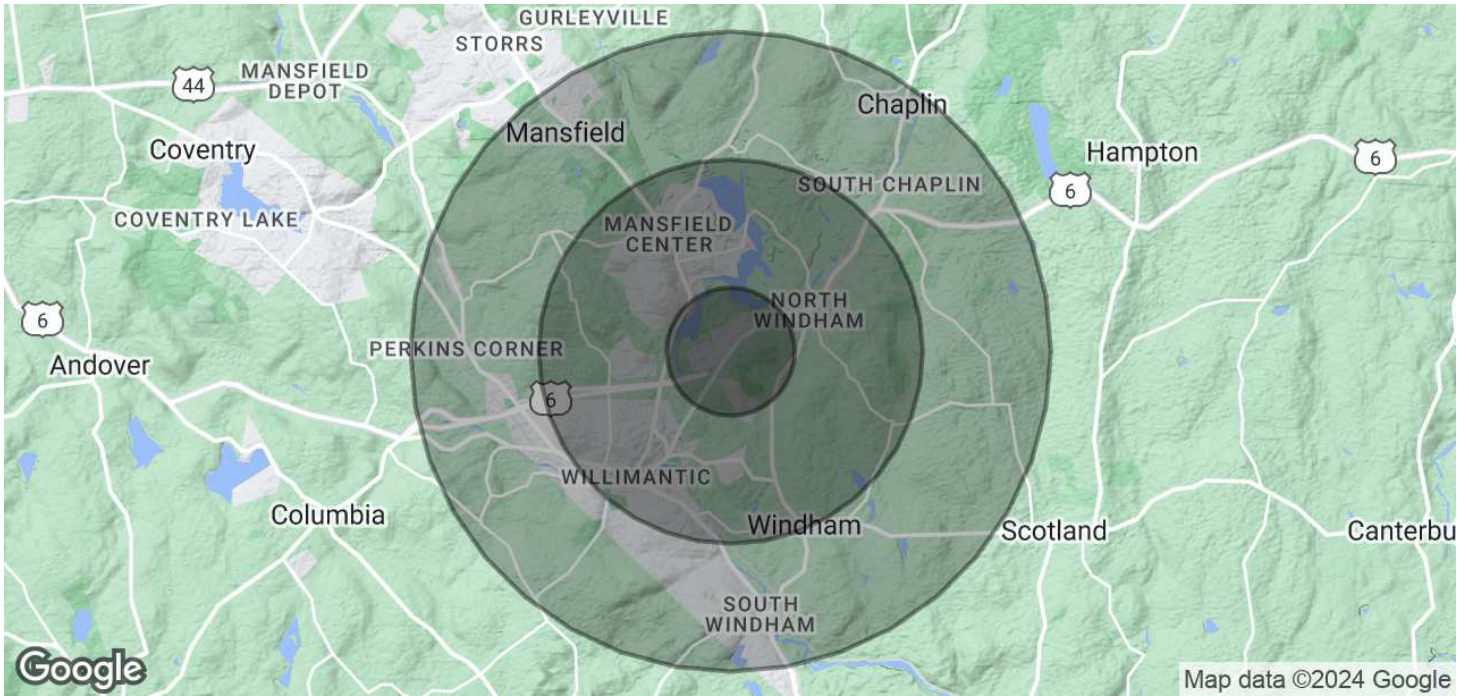 GURLEYVILLE
STORRS
MANSFIELD
DEPOT
44
Chaplin
Mansfield
Coventry
Hampton
6
SOUTH CHAPLIN
6
COVENTRY LAKE
MANSFIELD
CENTER
NORTH
WINDHAM
6
PERKINS CORNER
Andover
6
WILLIMANTIC
Columbia
Windham
Scotland
Canterbu
SOUTH
WINDHAM
Google
Map data ©2024 Google